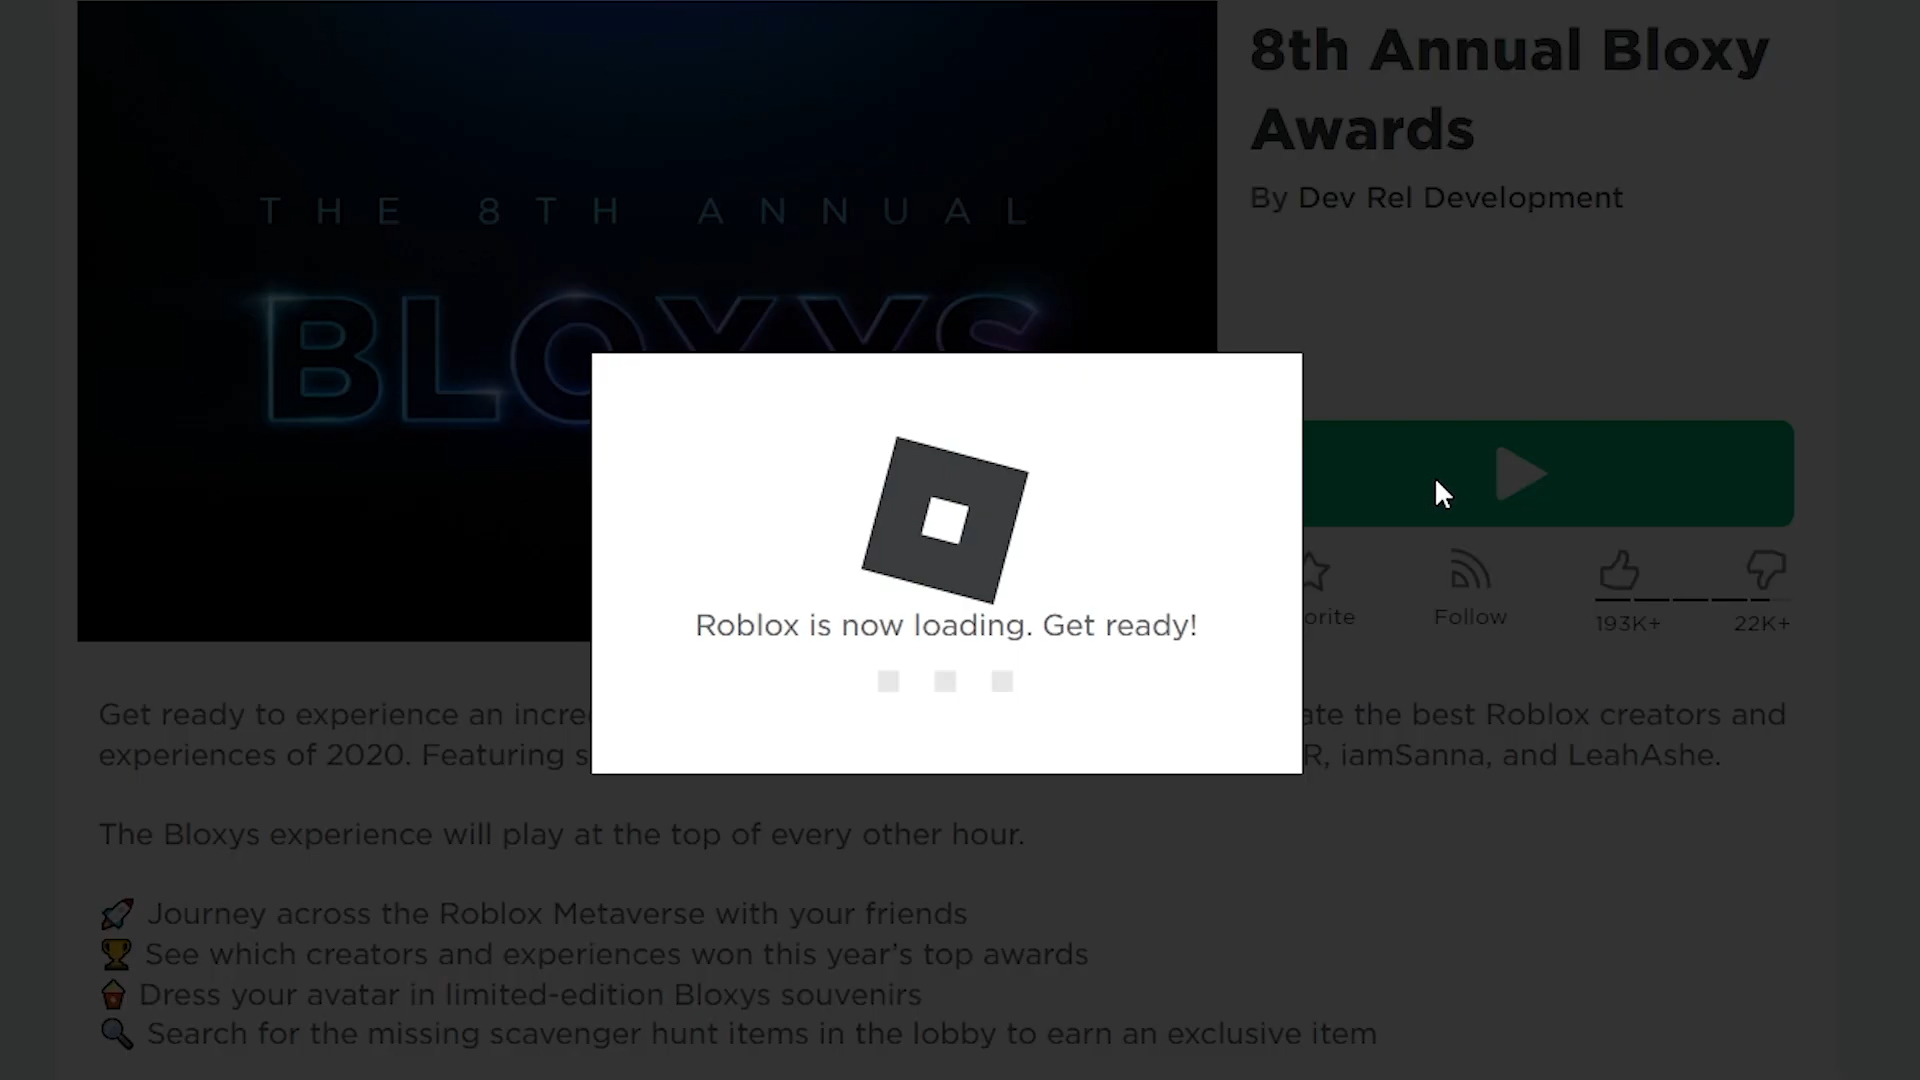 8th Annual Bloxy
Awards
By Dev Rel Development
THE 8TH ANNUAL
BLOXYS
Roblox is now loading. Get ready!
orite
Follow
193K+
22K+
Get ready to experience an incre
ate the best Roblox creators and
experiences of 2020. Featuring s
R, iamSanna, and LeahAshe.
The Bloxys experience will play at the top of every other hour.
🚀 Journey across the Roblox Metaverse with your friends
🏆 See which creators and experiences won this year’s top awards
🍿 Dress your avatar in limited-edition Bloxys souvenirs
🔍 Search for the missing scavenger hunt items in the lobby to earn an exclusive item